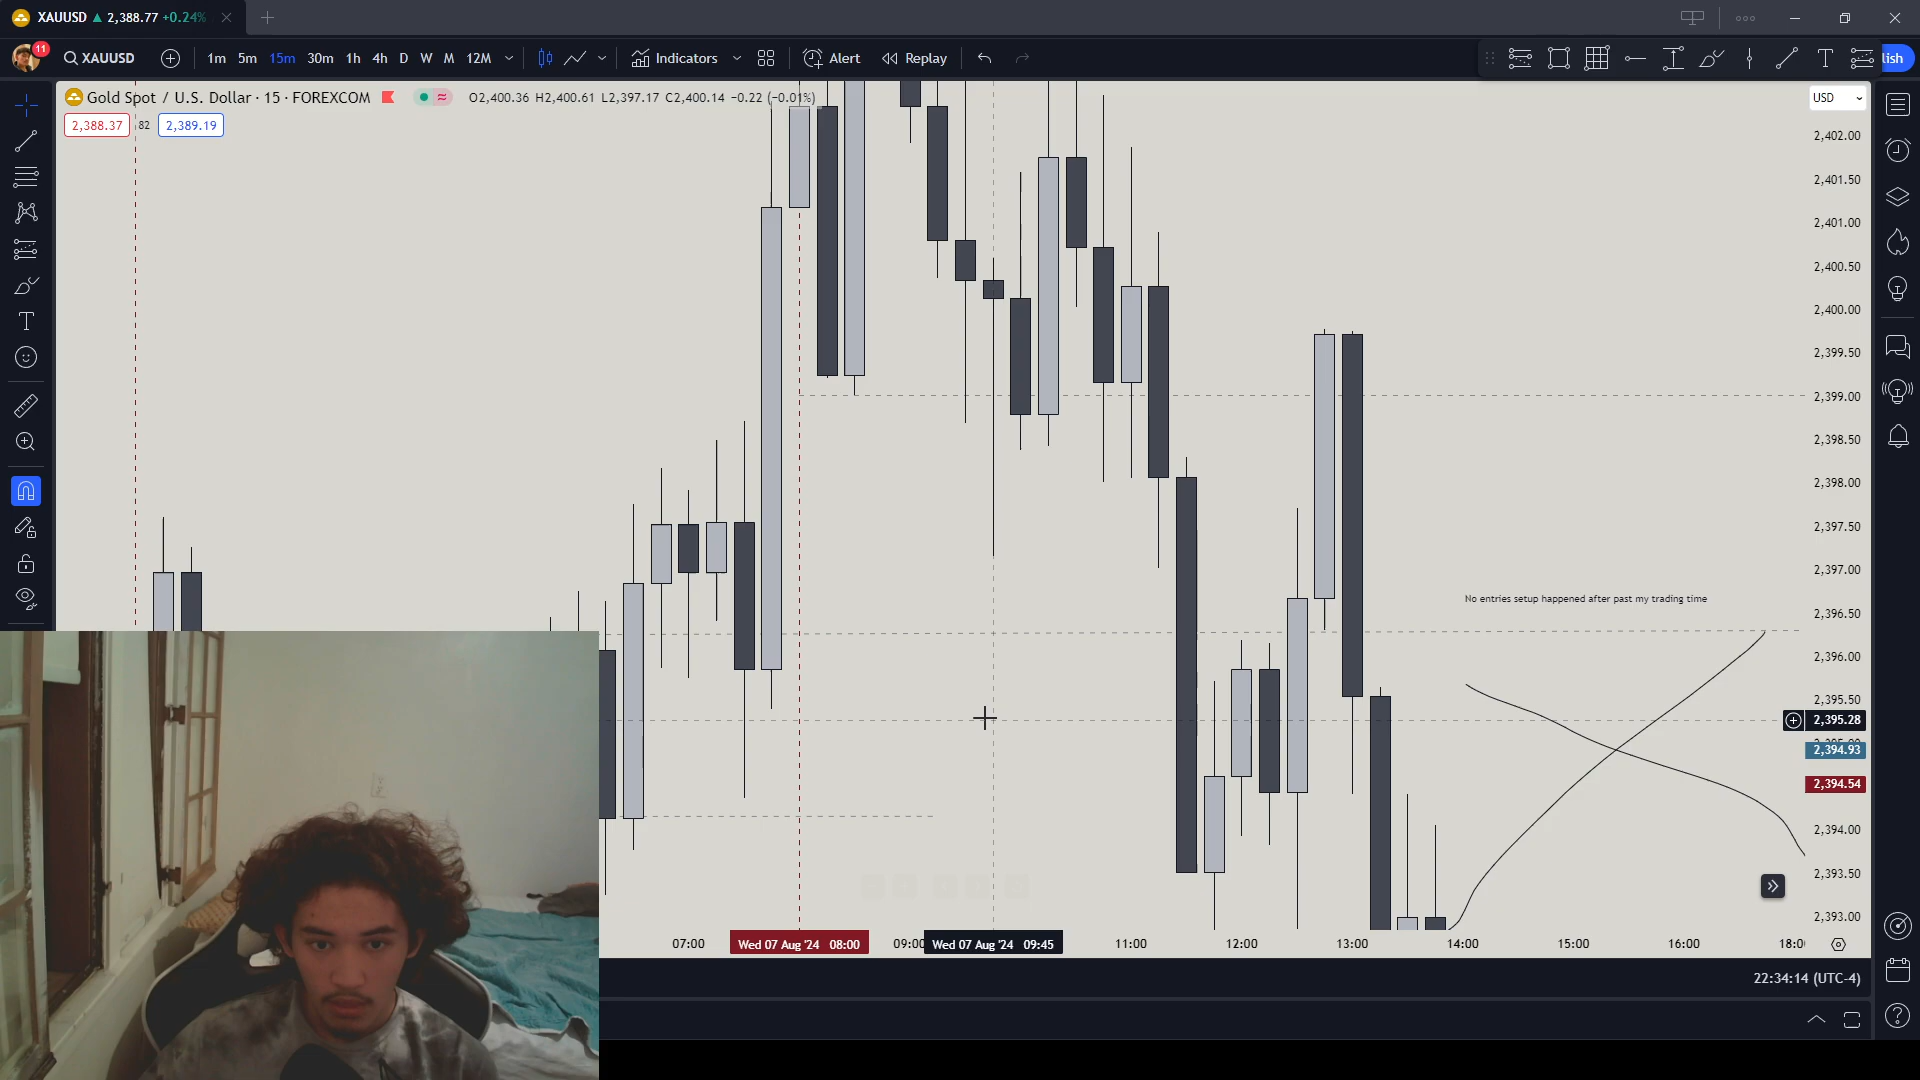 XAUUSD ▲ 2,388.77 +0.24%
11
XAUUSD 1m 5m 15m 30m 1h 4h D W M 12M Indicators Alert Replay T lish
Gold Spot / U.S. Dollar · 15 · FOREXCOM O2,400.36 H2,400.61 L2,397.17 C2,400.14 −0.22 (−0.01%)
USD
2,388.37 82 2,389.19
2,402.00
2,401.50
2,401.00
2,400.50
2,400.00
2,399.50
2,399.00
2,398.50
2,398.00
2,397.50
2,397.00
No entries setup happened after past my trading time
2,396.50
2,396.00
2,395.50
2,395.28
2,394.93
2,394.54
2,394.00
2,393.50
2,393.00
07:00 Wed 07 Aug '24 08:00 09:00 Wed 07 Aug '24 09:45 11:00 12:00 13:00 14:00 15:00 16:00 18:0
22:34:14 (UTC-4)